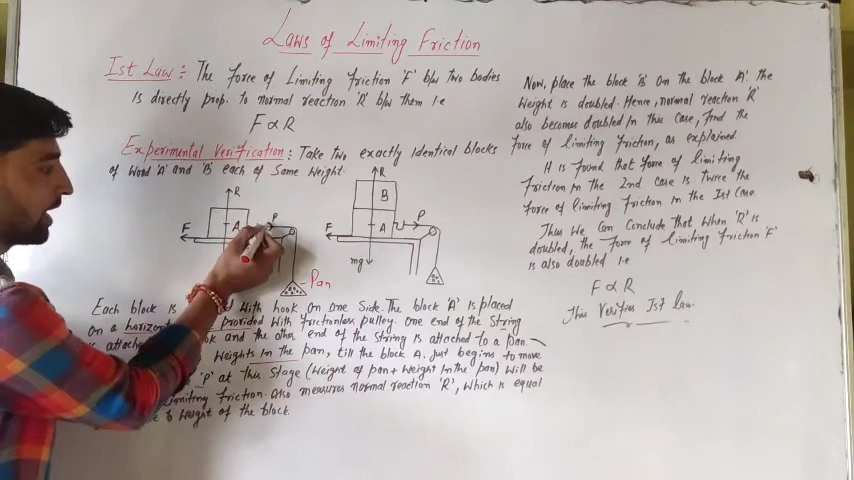 Laws of Limiting Friction
Ist Law :- The force of Limiting friction 'F' b/w two bodies
is directly prop. to normal reaction 'R' b/w them i.e
F ∝ R
Experimental Verification : Take two exactly identical blocks
of wood 'A' and 'B' each of same weight.
R
F
A
P
Pan
R
B
A
F
P
mg
Each block is with hook on one side. The block 'A' is placed
on a horizontal provided with frictionless pulley. One end of the string
is attached hook and the other end of the string is attached to a pan.
weights in the pan, till the block A. Just begins to move
'P' at this stage (weight of pan + weight in the pan) will be
limiting friction. Also measures normal reaction 'R', which is equal
to weight of the block.
Now, place the block 'B' on the block A'. the
weight is doubled. Hence, normal reaction R'
also becomes doubled. In this case, find the
force of limiting friction, as explained.
It is found that force of limiting
friction in the 2nd case is twice the
force of limiting friction in the Ist case.
Thus we can conclude that when 'R' is
doubled, the force of limiting friction 'F'
is also doubled i.e
F ∝ R
This Verifies Ist law.